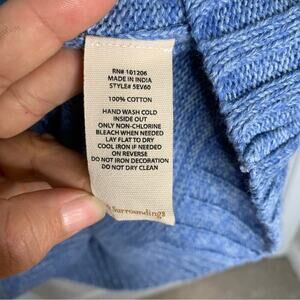 RN# 101206
MADE IN INDIA
STYLE# 5EV60
100% COTTON
HAND WASH COLD
INSIDE OUT
ONLY NON-CHLORINE
BLEACH WHEN NEEDED
LAY FLAT TO DRY
COOL IRON IF NEEDED
ON REVERSE
DO NOT IRON DECORATION
DO NOT DRY CLEAN
Surroundings